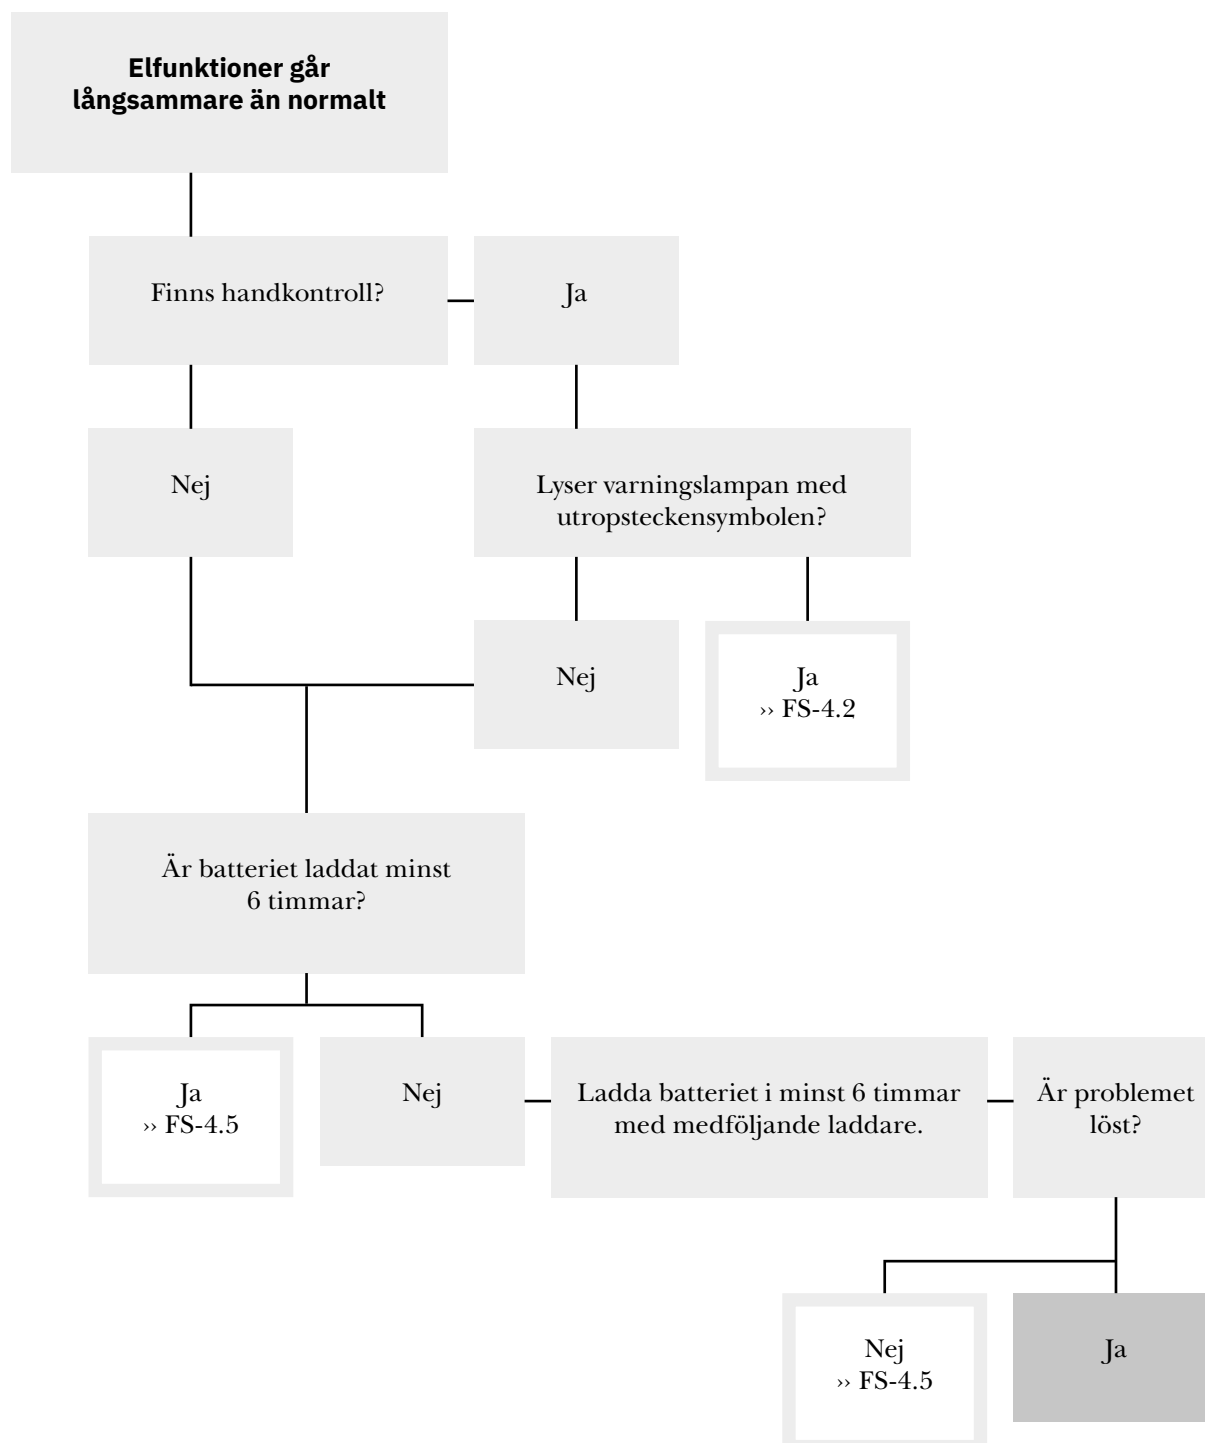 Elfunktioner går
långsammare än normalt
Finns handkontroll?
Ja
Nej
Lyser varningslampan med
utropsteckensymbolen?
Nej
Ja
›› FS-4.2
Är batteriet laddat minst
6 timmar?
Ja
›› FS-4.5
Nej
Ladda batteriet i minst 6 timmar
med medföljande laddare.
Är problemet
löst?
Nej
›› FS-4.5
Ja